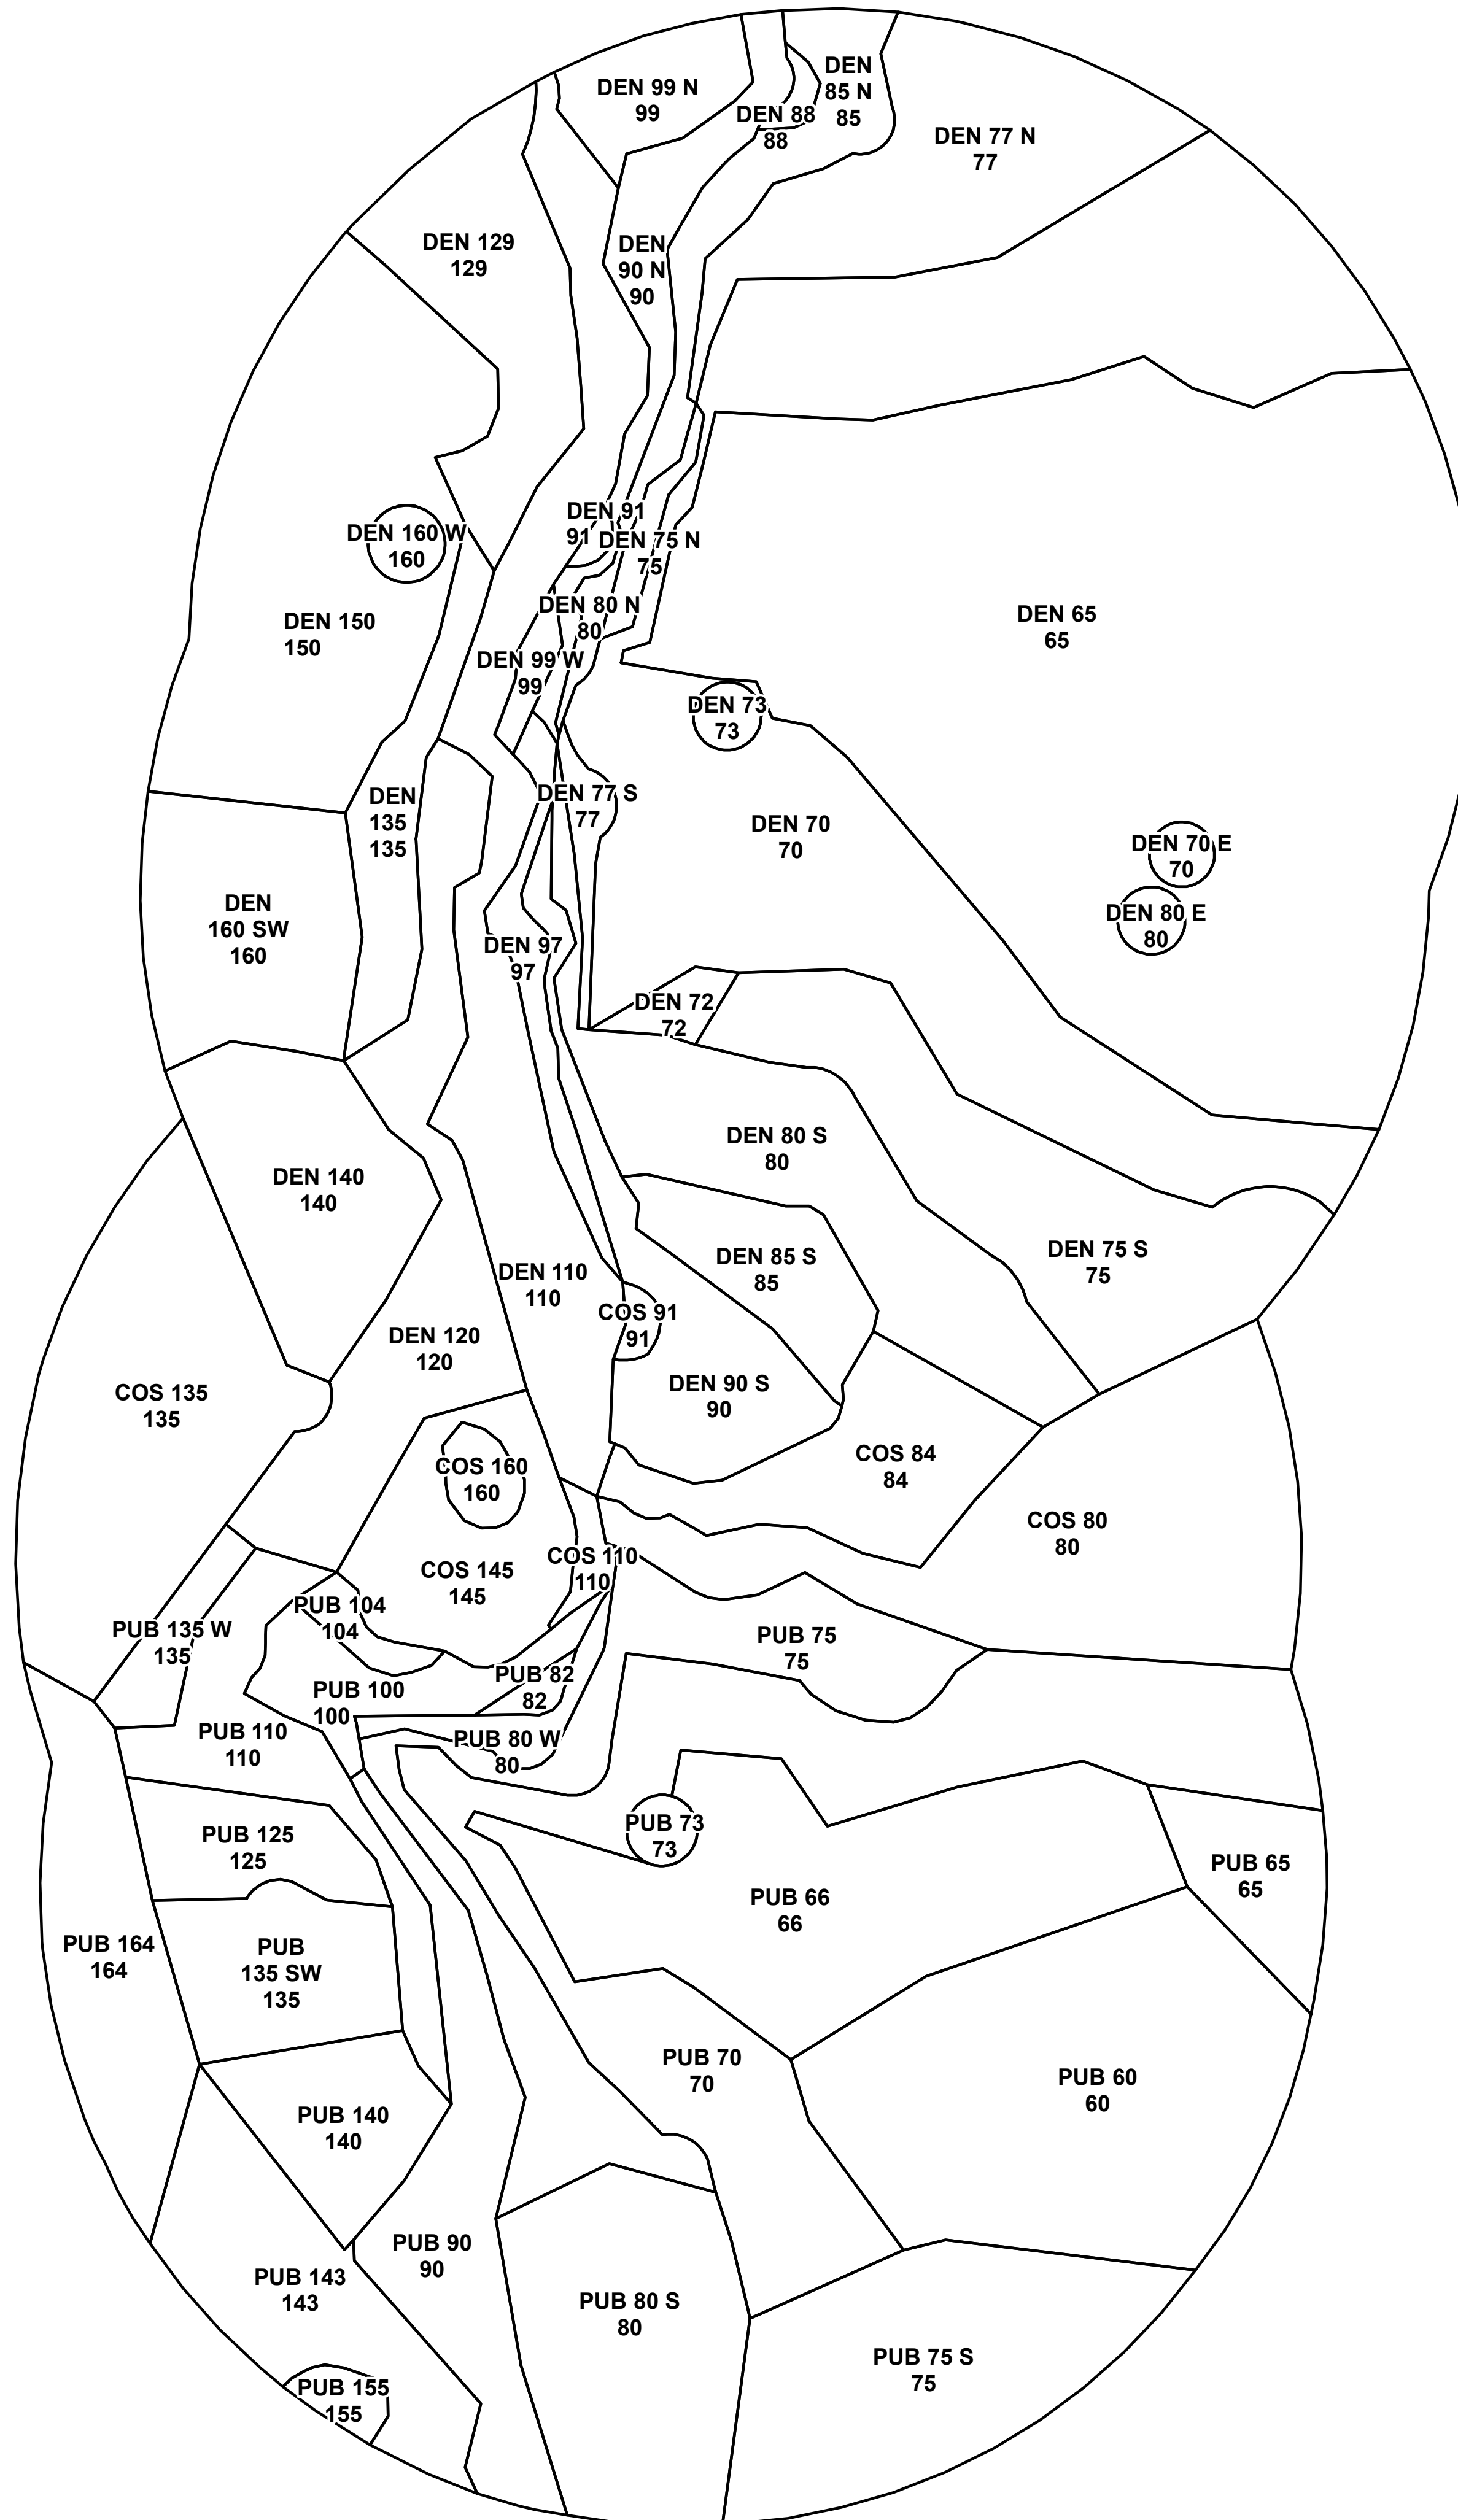 DEN 99 N
99
DEN 88
88
DEN
85 N
85
DEN 77 N
77
DEN 129
129
DEN
90 N
90
DEN 91
91
DEN 75 N
75
DEN 160 W
160
DEN 150
150
DEN 80 N
80
DEN 65
65
DEN 99 W
99
DEN 73
73
DEN
135
135
DEN 77 S
77
DEN 70
70
DEN 70 E
70
DEN 80 E
80
DEN
160 SW
160
DEN 97
97
DEN 72
72
DEN 80 S
80
DEN 140
140
DEN 75 S
75
DEN 85 S
85
DEN 110
110
COS 91
91
DEN 120
120
COS 135
135
DEN 90 S
90
COS 84
84
COS 160
160
COS 80
80
COS 110
110
COS 145
145
PUB 104
104
PUB 135 W
135
PUB 75
75
PUB 82
82
PUB 100
100
PUB 110
110
PUB 80 W
80
PUB 73
73
PUB 125
125
PUB 65
65
PUB 66
66
PUB 164
164
PUB
135 SW
135
PUB 70
70
PUB 60
60
PUB 140
140
PUB 90
90
PUB 143
143
PUB 80 S
80
PUB 75 S
75
PUB 155
155